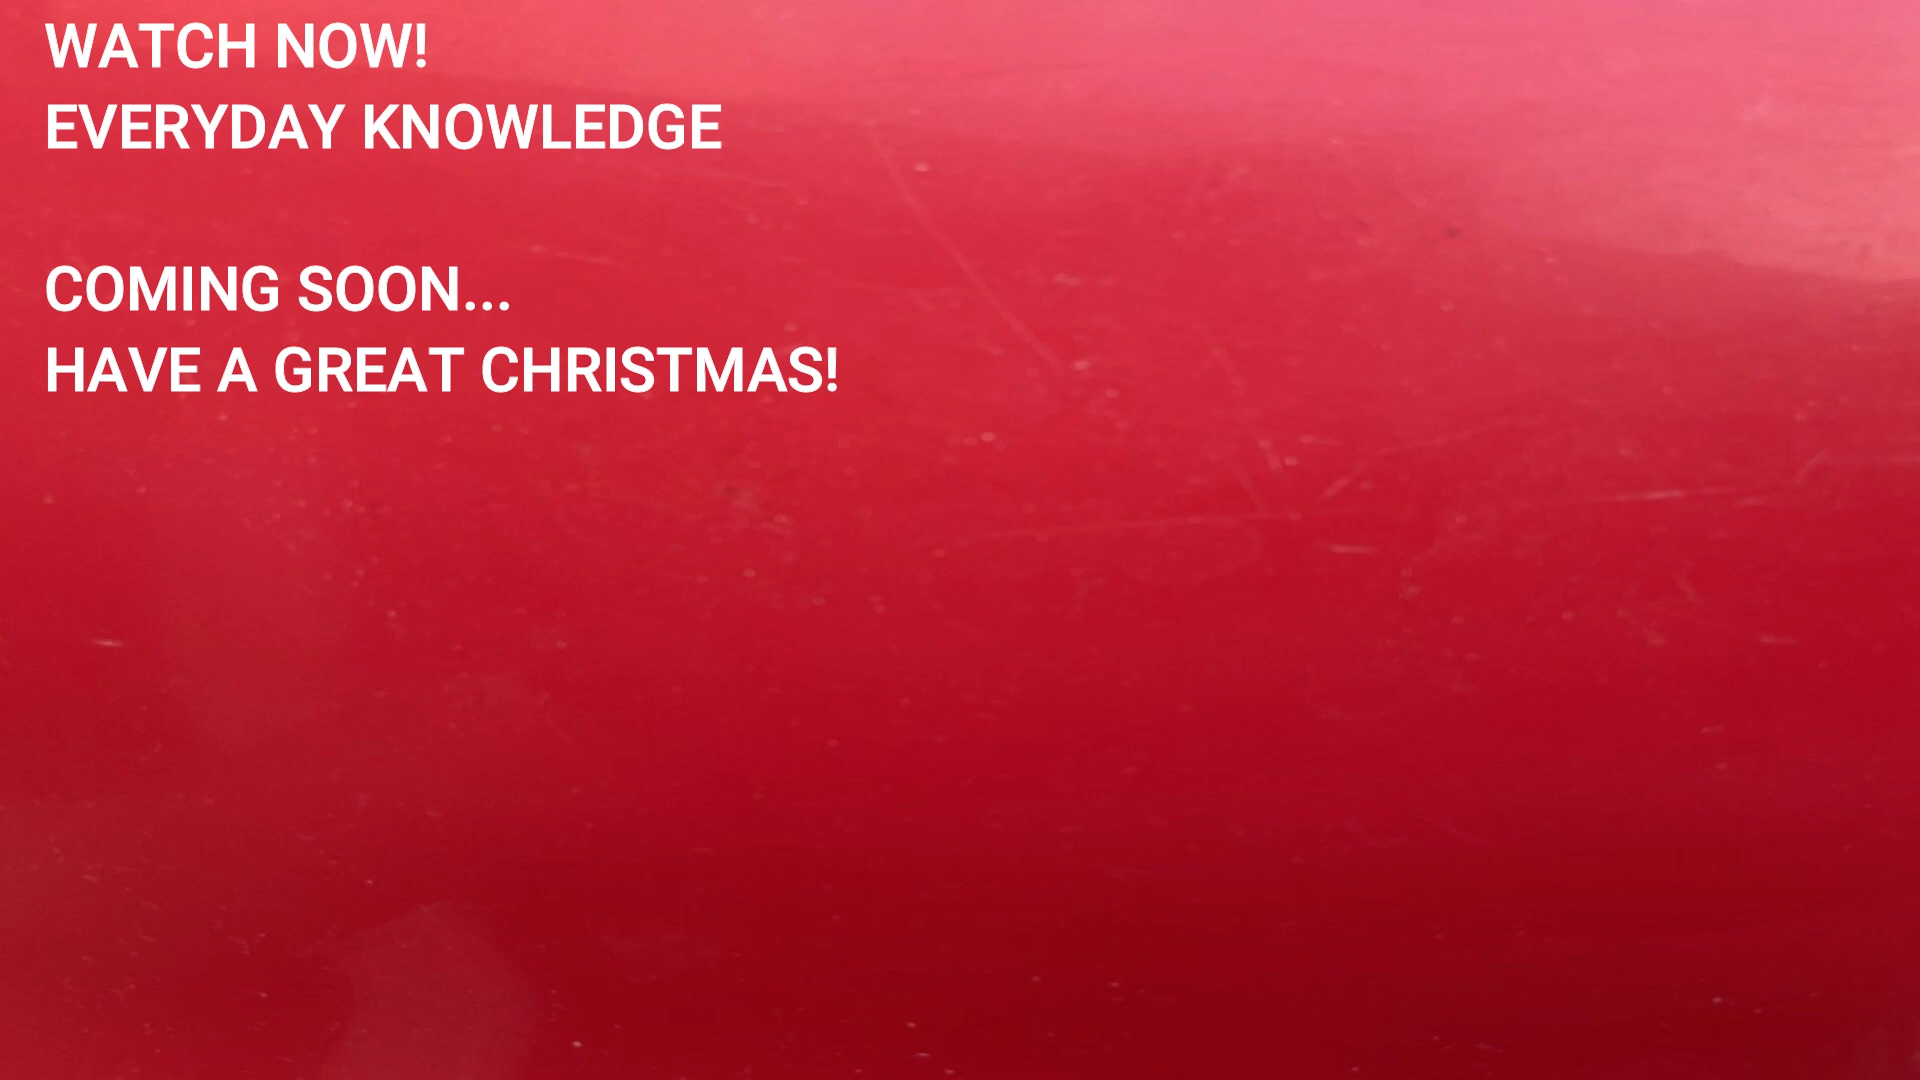 WATCH NOW!
EVERYDAY KNOWLEDGE
COMING SOON...
HAVE A GREAT CHRISTMAS!